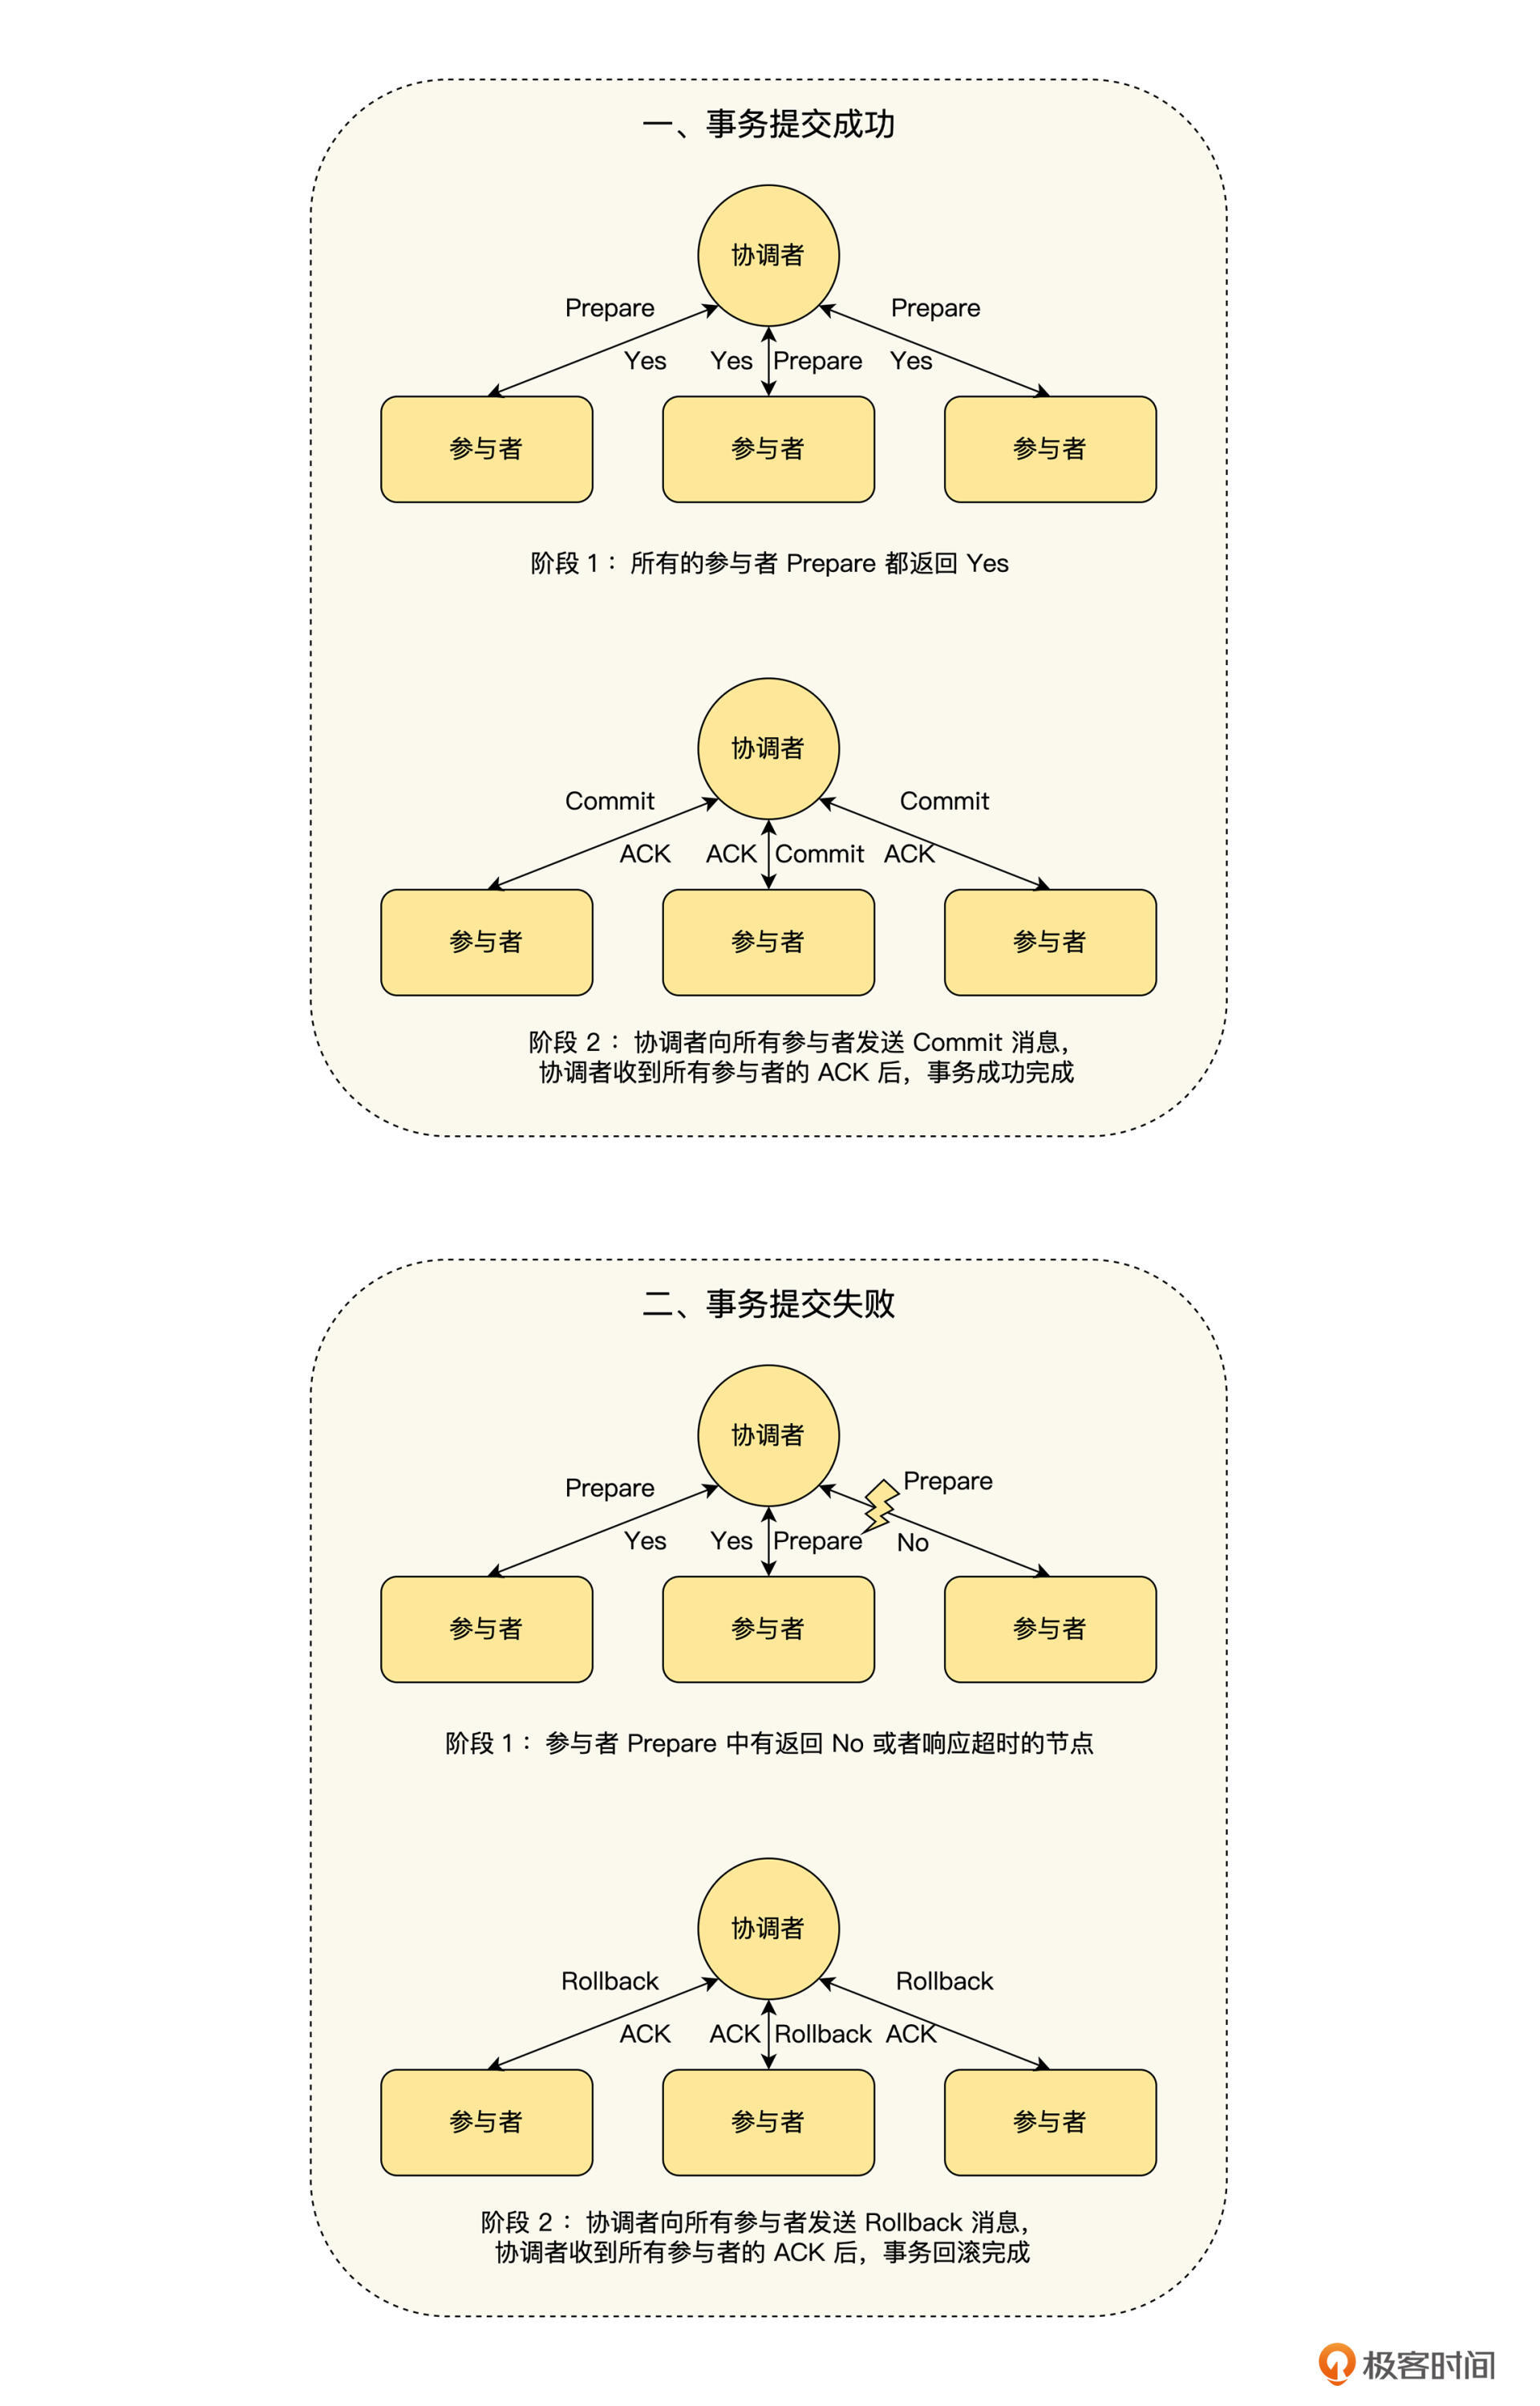 一、事务提交成功
协调者
Prepare
Prepare
Yes
Yes
Prepare
Yes
参与者
参与者
参与者
阶段 1：所有的参与者 Prepare 都返回 Yes
协调者
Commit
Commit
ACK
ACK
Commit
ACK
参与者
参与者
参与者
阶段 2：协调者向所有参与者发送 Commit 消息，
协调者收到所有参与者的 ACK 后，事务成功完成
二、事务提交失败
协调者
Prepare
Prepare
Yes
Yes
Prepare
No
参与者
参与者
参与者
阶段 1：参与者 Prepare 中有返回 No 或者响应超时的节点
协调者
Rollback
Rollback
ACK
ACK
Rollback
ACK
参与者
参与者
参与者
阶段 2：协调者向所有参与者发送 Rollback 消息，
协调者收到所有参与者的 ACK 后，事务回滚完成
极客时间